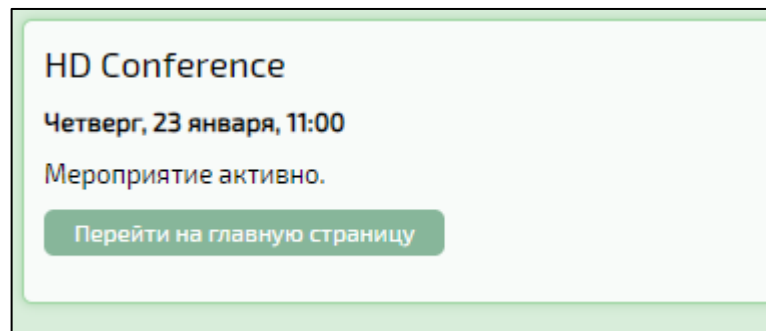 HD Conference
Четверг, 23 января, 11:00
Мероприятие активно.
Перейти на главную страницу